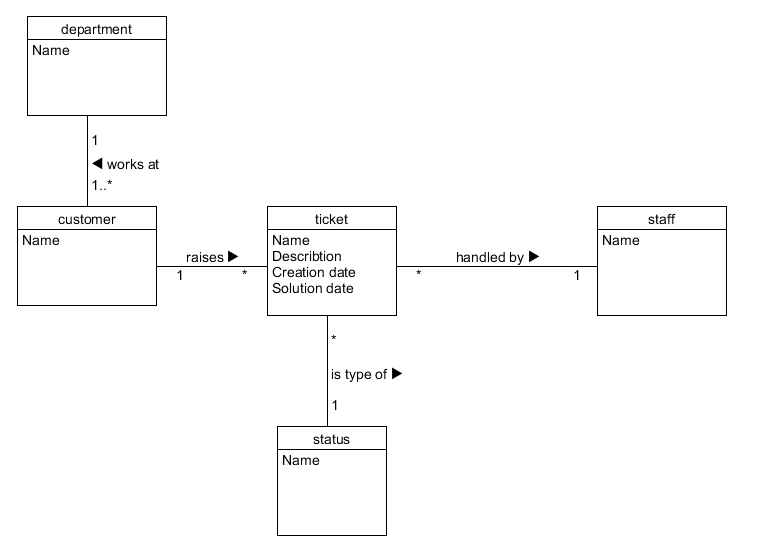 department
Name
1
◀ works at
1..*
customer
Name
raises ▶
1
*
ticket
Name
Describtion
Creation date
Solution date
handled by ▶
*
1
staff
Name
*
is type of ▶
1
status
Name